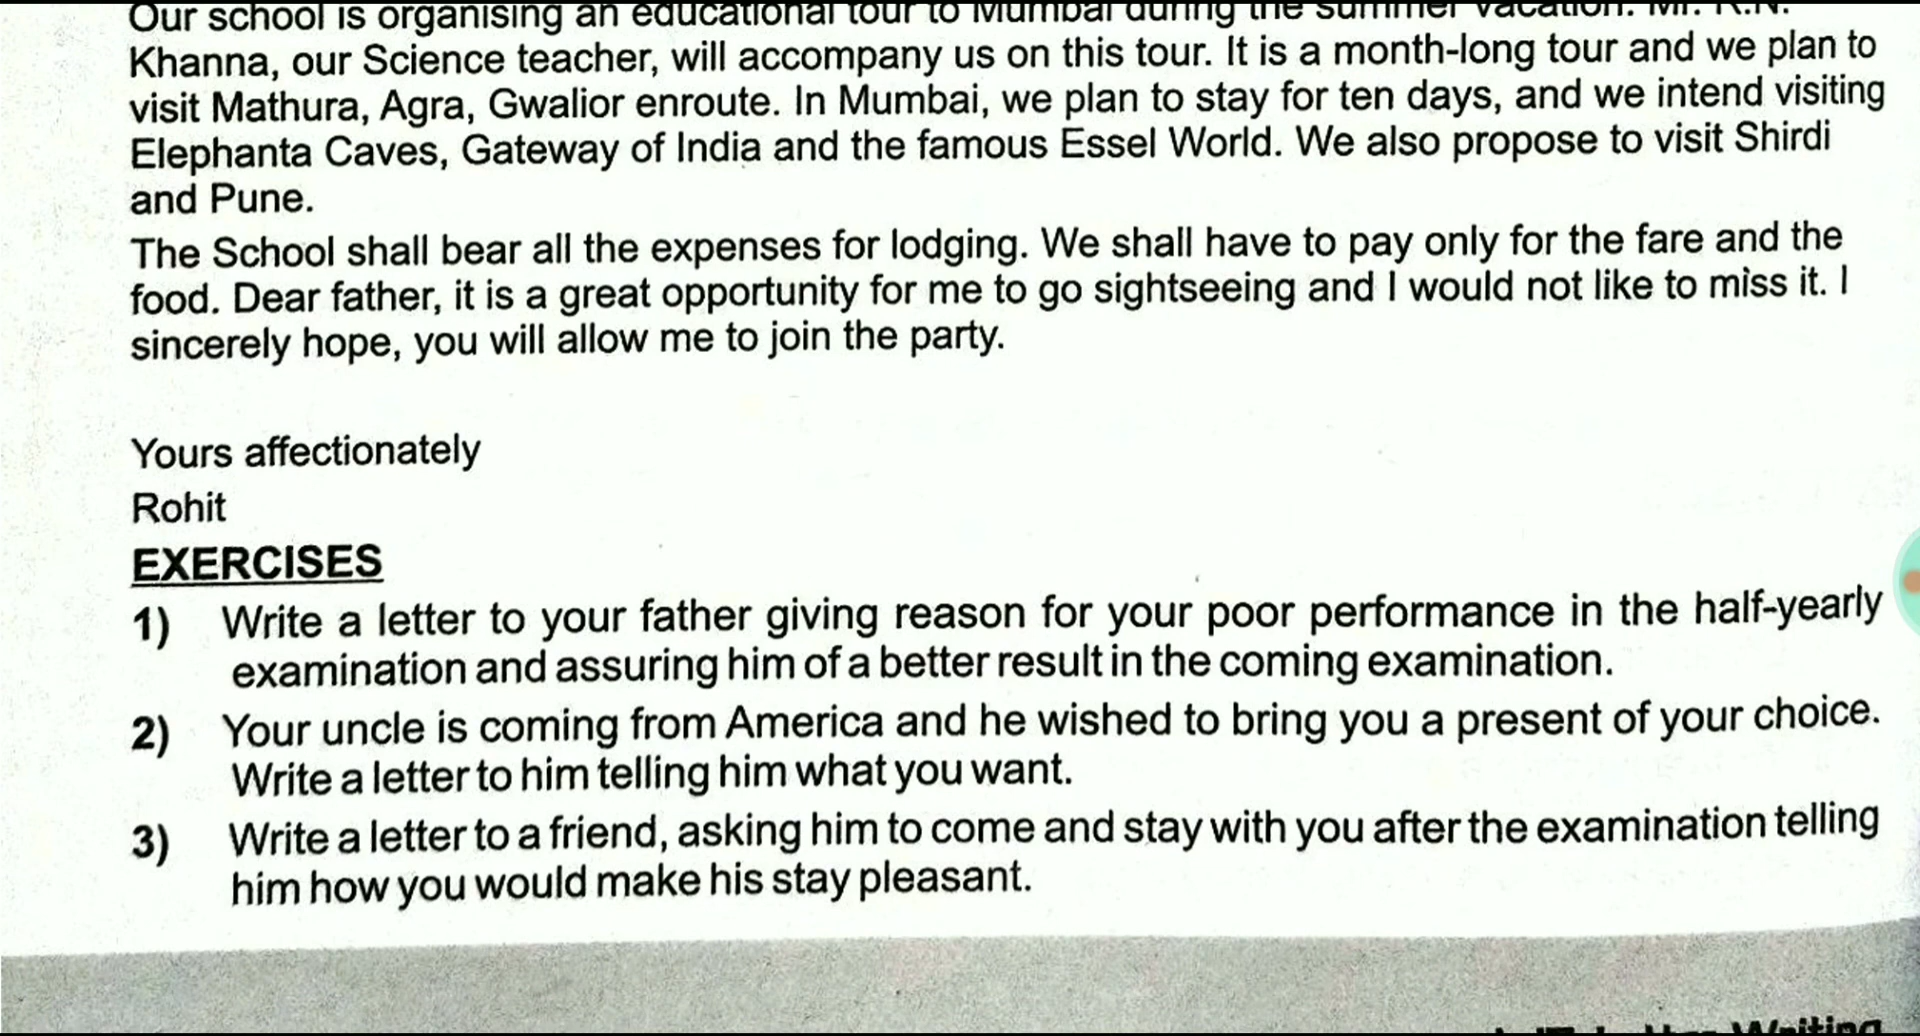 Our school is organising an educational tour to Mumbai during the summer vacation. Mr. R.N.
Khanna, our Science teacher, will accompany us on this tour. It is a month-long tour and we plan to
visit Mathura, Agra, Gwalior enroute. In Mumbai, we plan to stay for ten days, and we intend visiting
Elephanta Caves, Gateway of India and the famous Essel World. We also propose to visit Shirdi
and Pune.
The School shall bear all the expenses for lodging. We shall have to pay only for the fare and the
food. Dear father, it is a great opportunity for me to go sightseeing and I would not like to miss it. I
sincerely hope, you will allow me to join the party.
Yours affectionately
Rohit
EXERCISES
1) Write a letter to your father giving reason for your poor performance in the half-yearly
examination and assuring him of a better result in the coming examination.
2) Your uncle is coming from America and he wished to bring you a present of your choice.
Write a letter to him telling him what you want.
3) Write a letter to a friend, asking him to come and stay with you after the examination telling
him how you would make his stay pleasant.
Writing